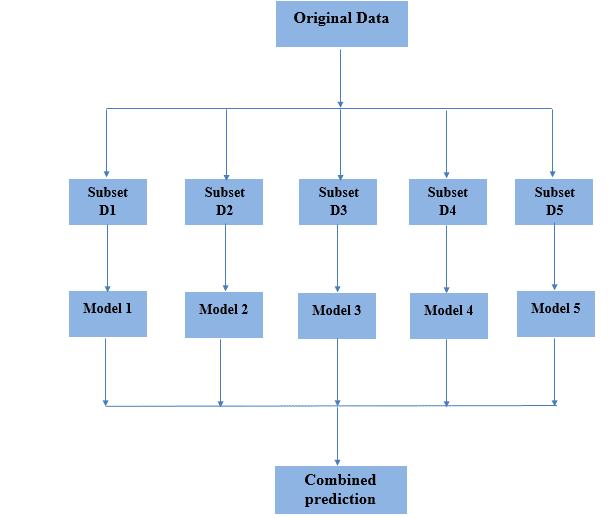 Original Data
Subset
D1
Subset
D2
Subset
D3
Subset
D4
Subset
D5
Model 1
Model 2
Model 3
Model 4
Model 5
Combined
prediction